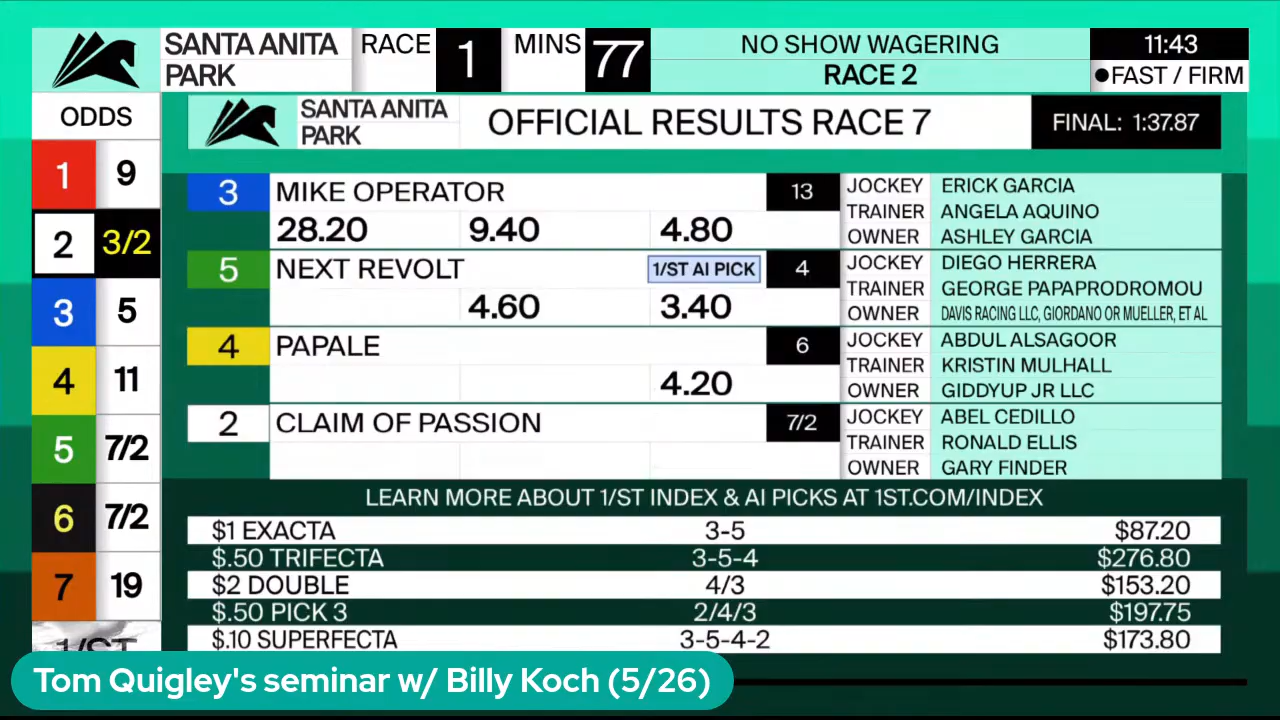 SANTA ANITA PARK
RACE 1
MINS 77
NO SHOW WAGERING
RACE 2
11:43
FAST / FIRM
ODDS
1 9
2 3/2
3 5
4 11
5 7/2
6 7/2
7 19
1/ST
SANTA ANITA PARK
OFFICIAL RESULTS RACE 7
FINAL: 1:37.87
3 MIKE OPERATOR 13
28.20 9.40 4.80
JOCKEY ERICK GARCIA
TRAINER ANGELA AQUINO
OWNER ASHLEY GARCIA
5 NEXT REVOLT 1/ST AI PICK 4
4.60 3.40
JOCKEY DIEGO HERRERA
TRAINER GEORGE PAPAPRODROMOU
OWNER DAVIS RACING LLC, GIORDANO OR MUELLER, ET AL
4 PAPALE 6
4.20
JOCKEY ABDUL ALSAGOOR
TRAINER KRISTIN MULHALL
OWNER GIDDYUP JR LLC
2 CLAIM OF PASSION 7/2
JOCKEY ABEL CEDILLO
TRAINER RONALD ELLIS
OWNER GARY FINDER
LEARN MORE ABOUT 1/ST INDEX & AI PICKS AT 1ST.COM/INDEX
$1 EXACTA 3-5 $87.20
$.50 TRIFECTA 3-5-4 $276.80
$2 DOUBLE 4/3 $153.20
$.50 PICK 3 2/4/3 $197.75
$.10 SUPERFECTA 3-5-4-2 $173.80
Tom Quigley's seminar w/ Billy Koch (5/26)